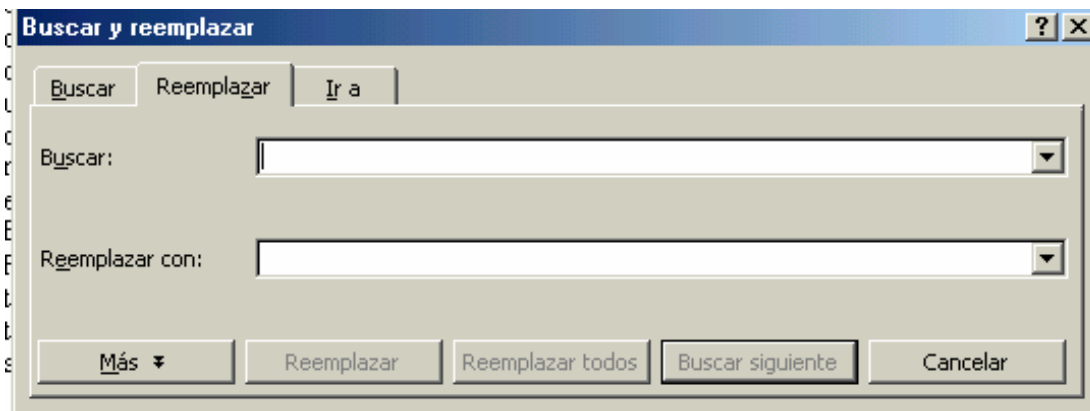 Buscar y reemplazar
Buscar Reemplazar Ir a
Buscar:
Reemplazar con:
Más Reemplazar Reemplazar todos Buscar siguiente Cancelar